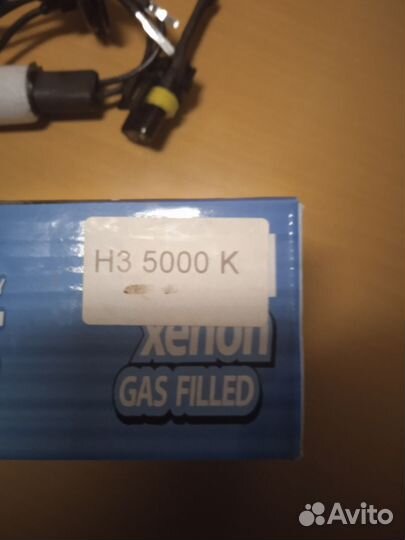 H3 5000 K
xenon
GAS FILLED
Avito